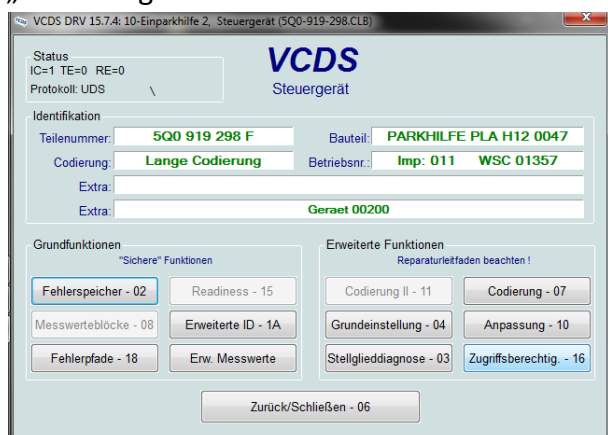 VCDS DRV 15.7.4: 10-Einparkhilfe 2, Steuergerät (5Q0-919-298.CLB)
Status
IC=1 TE=0 RE=0
Protokoll: UDS \
VCDS
Steuergerät
Identifikation
Teilenummer: 5Q0 919 298 F Bauteil: PARKHILFE PLA H12 0047
Codierung: Lange Codierung Betriebsnr.: Imp: 011 WSC 01357
Extra:
Extra: Geraet 00200
Grundfunktionen
"Sichere" Funktionen
Erweiterte Funktionen
Reparaturleitfaden beachten !
Fehlerspeicher - 02 Readiness - 15 Codierung II - 11 Codierung - 07
Messwerteblöcke - 08 Erweiterte ID - 1A Grundeinstellung - 04 Anpassung - 10
Fehlerpfade - 18 Erw. Messwerte Stellglieddiagnose - 03 Zugriffsberechtig. - 16
Zurück/Schließen - 06